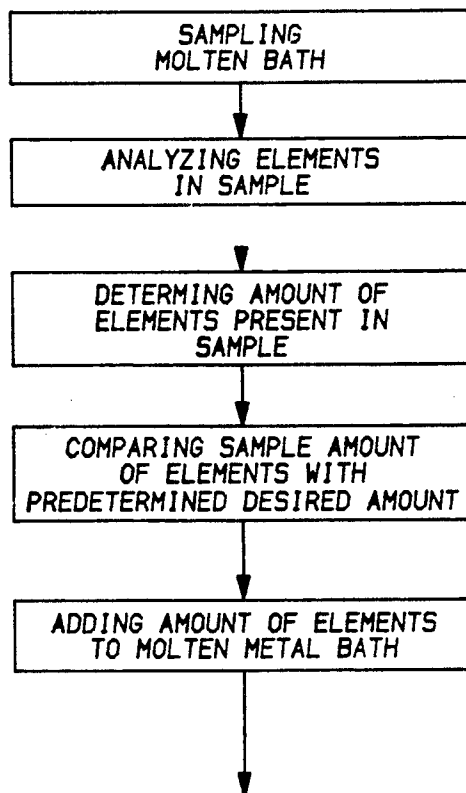 SAMPLING
MOLTEN BATH
ANALYZING ELEMENTS
IN SAMPLE
DETERMING AMOUNT OF
ELEMENTS PRESENT IN
SAMPLE
COMPARING SAMPLE AMOUNT
OF ELEMENTS WITH
PREDETERMINED DESIRED AMOUNT
ADDING AMOUNT OF ELEMENTS
TO MOLTEN METAL BATH